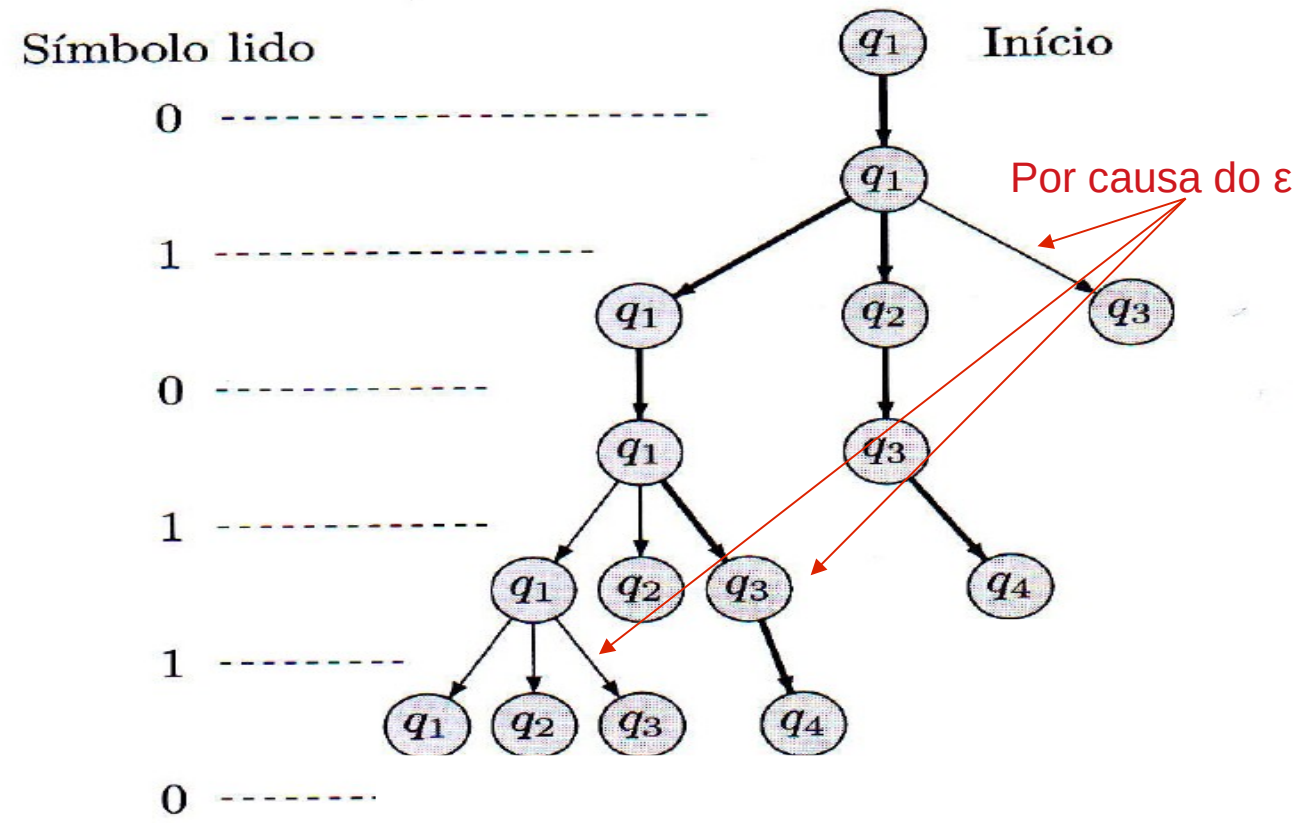 Símbolo lido
q1 Início
0
q1 Por causa do ε
1
q1 q2 q3
0
q1 q3
1
q1 q2 q3 q4
1
q1 q2 q3 q4
0